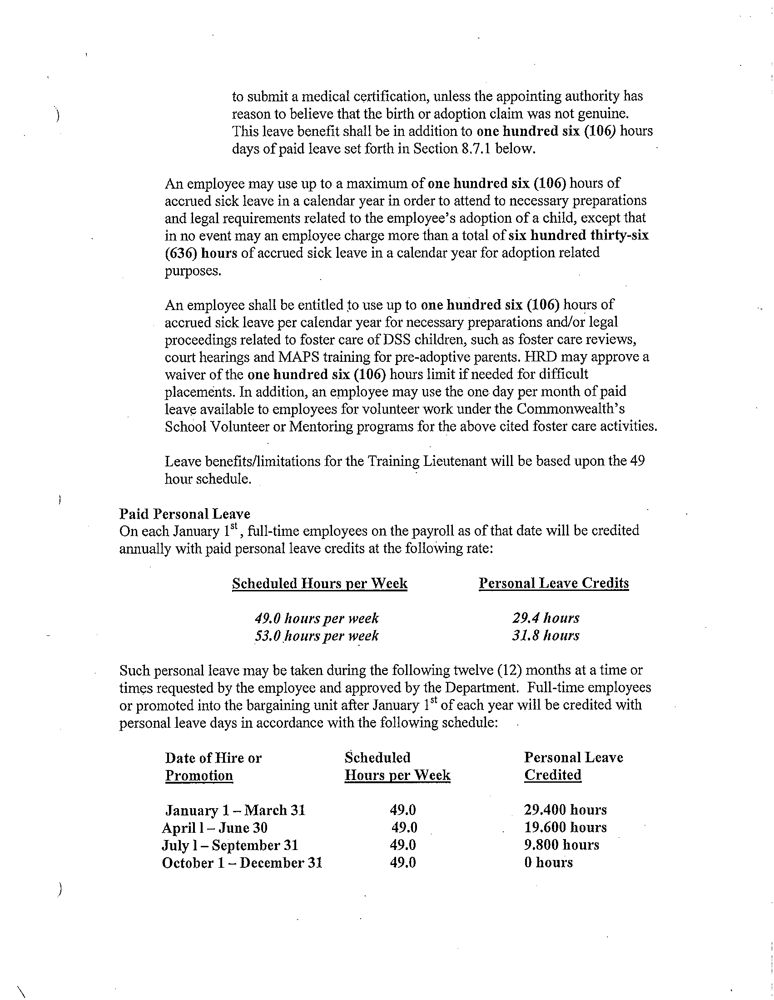 to submit a medical certification, unless the appointing authority has
reason to believe that the birth or adoption claim was not genuine.
This leave benefit shall be in addition to one hundred six (106) hours
days of paid leave set forth in Section 8.7.1 below.
An employee may use up to a maximum of one hundred six (106) hours of
accrued sick leave in a calendar year in order to attend to necessary preparations
and legal requirements related to the employee's adoption of a child, except that
in no event may an employee charge more than a total of six hundred thirty-six
(636) hours of accrued sick leave in a calendar year for adoption related
purposes.
An employee shall be entitled to use up to one hundred six (106) hours of
accrued sick leave per calendar year for necessary preparations and/or legal
proceedings related to foster care of DSS children, such as foster care reviews,
court hearings and MAPS training for pre-adoptive parents. HRD may approve a
waiver of the one hundred six (106) hours limit if needed for difficult
placements. In addition, an employee may use the one day per month of paid
leave available to employees for volunteer work under the Commonwealth's
School Volunteer or Mentoring programs for the above cited foster care activities.
Leave benefits/limitations for the Training Lieutenant will be based upon the 49
hour schedule.
Paid Personal Leave
On each January 1st, full-time employees on the payroll as of that date will be credited
annually with paid personal leave credits at the following rate:
Scheduled Hours per Week Personal Leave Credits
49.0 hours per week 29.4 hours
53.0 hours per week 31.8 hours
Such personal leave may be taken during the following twelve (12) months at a time or
times requested by the employee and approved by the Department. Full-time employees
or promoted into the bargaining unit after January 1st of each year will be credited with
personal leave days in accordance with the following schedule:
Date of Hire or Scheduled Personal Leave
Promotion Hours per Week Credited
January 1 – March 31 49.0 29.400 hours
April 1 – June 30 49.0 19.600 hours
July 1 – September 31 49.0 9.800 hours
October 1 – December 31 49.0 0 hours